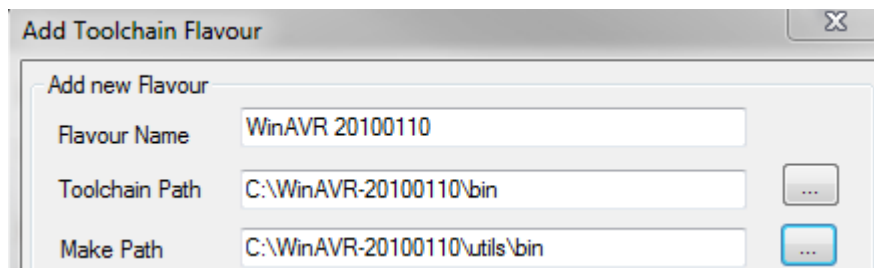 Add Toolchain Flavour
Add new Flavour
Flavour Name WinAVR 20100110
Toolchain Path C:\WinAVR-20100110\bin ...
Make Path C:\WinAVR-20100110\utils\bin ...